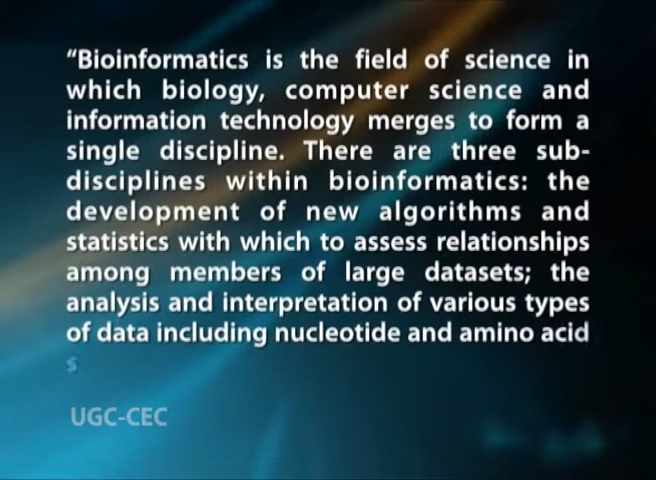 “Bioinformatics is the field of science in
which biology, computer science and
information technology merges to form a
single discipline. There are three sub-
disciplines within bioinformatics: the
development of new algorithms and
statistics with which to assess relationships
among members of large datasets; the
analysis and interpretation of various types
of data including nucleotide and amino acid
s
UGC-CEC